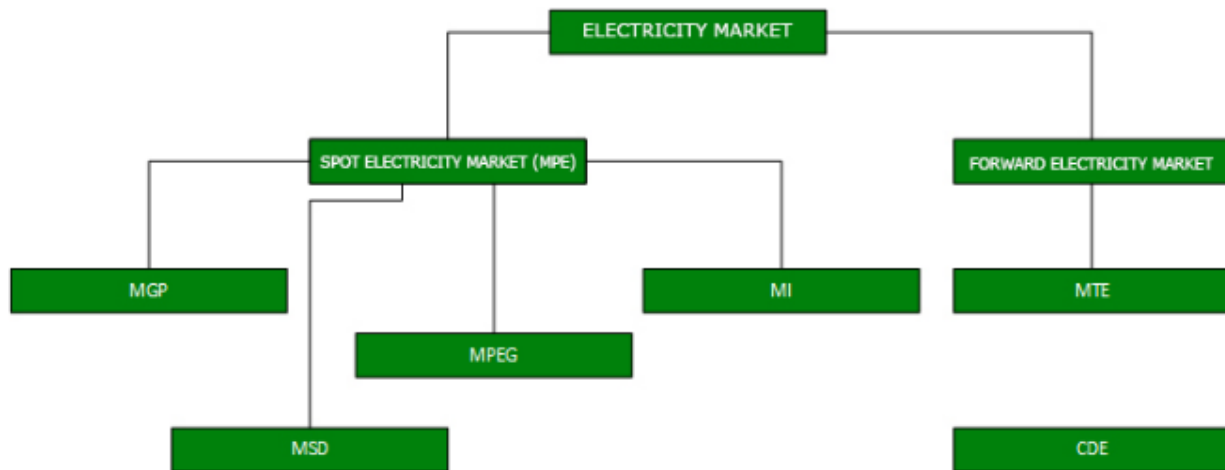 ELECTRICITY MARKET
SPOT ELECTRICITY MARKET (MPE)
FORWARD ELECTRICITY MARKET
MGP
MI
MTE
MPEG
MSD
CDE